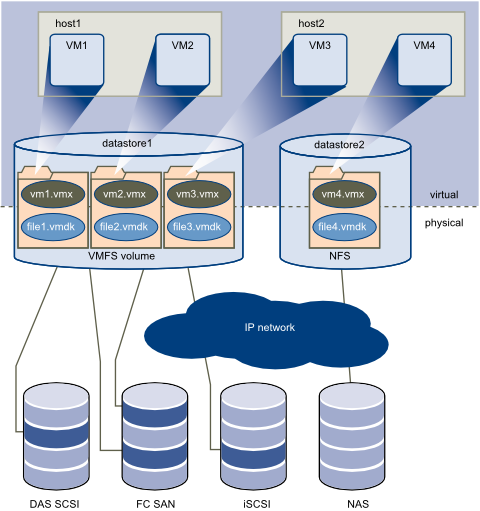 host1
host2
VM1
VM2
VM3
VM4
datastore1
datastore2
vm1.vmx
vm2.vmx
vm3.vmx
vm4.vmx
virtual
physical
file1.vmdk
file2.vmdk
file3.vmdk
file4.vmdk
VMFS volume
NFS
IP network
DAS SCSI
FC SAN
iSCSI
NAS